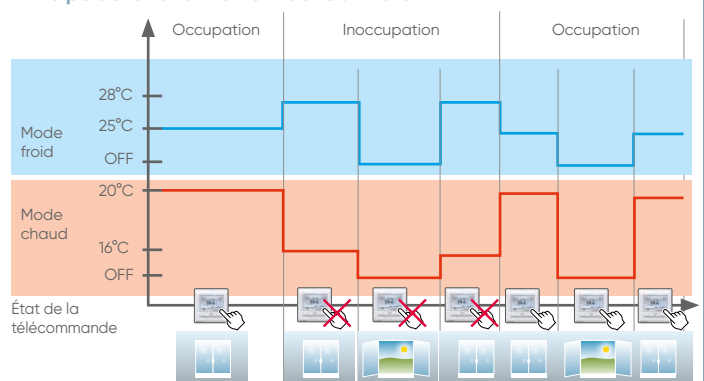 Occupation Inoccupation Occupation
28°C
Mode froid
25°C
OFF
20°C
Mode chaud
16°C
OFF
État de la
télécommande